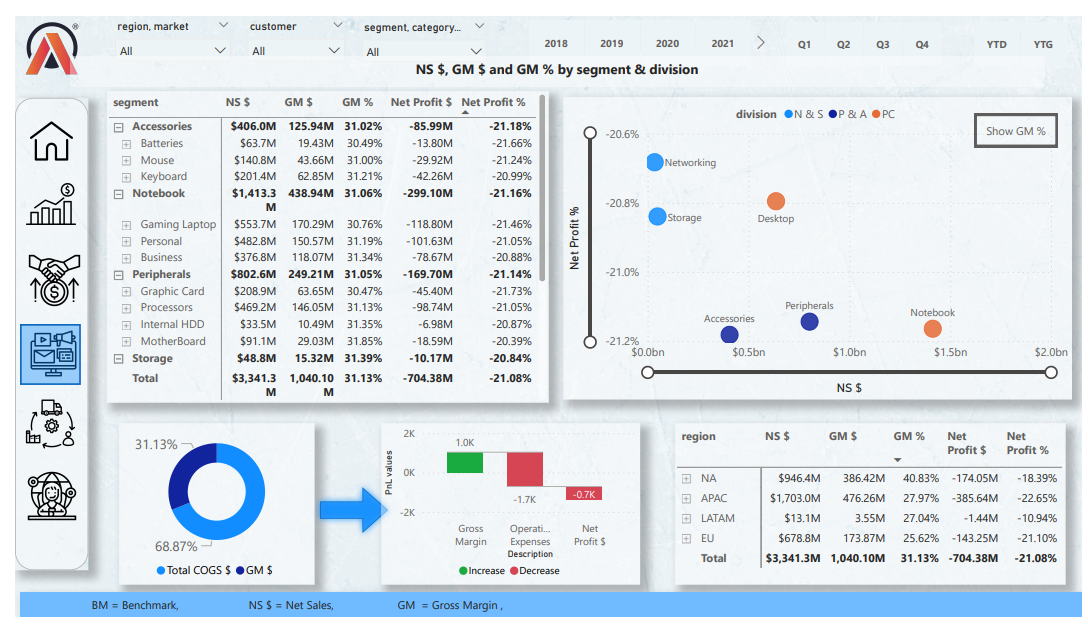 region, market
customer
segment, category...
All
All
All
2018 2019 2020 2021 Q1 Q2 Q3 Q4 YTD YTG
NS $, GM $ and GM % by segment & division
segment NS $ GM $ GM % Net Profit $ Net Profit %
Accessories $406.0M 125.94M 31.02% -85.99M -21.18%
Batteries $63.7M 19.43M 30.49% -13.80M -21.66%
Mouse $140.8M 43.66M 31.00% -29.92M -21.24%
Keyboard $201.4M 62.85M 31.21% -42.26M -20.99%
Notebook $1,413.3 438.94M 31.06% -299.10M -21.16%
M
Gaming Laptop $553.7M 170.29M 30.76% -118.80M -21.46%
Personal $482.8M 150.57M 31.19% -101.63M -21.05%
Business $376.8M 118.07M 31.34% -78.67M -20.88%
Peripherals $802.6M 249.21M 31.05% -169.70M -21.14%
Graphic Card $208.9M 63.65M 30.47% -45.40M -21.73%
Processors $469.2M 146.05M 31.13% -98.74M -21.05%
Internal HDD $33.5M 10.49M 31.35% -6.98M -20.87%
MotherBoard $91.1M 29.03M 31.85% -18.59M -20.39%
Storage $48.8M 15.32M 31.39% -10.17M -20.84%
Total $3,341.3 1,040.10 31.13% -704.38M -21.08%
M M
division N & S P & A PC
Show GM %
-20.6%
Networking
-20.8%
Storage
Desktop
Net Profit %
-21.0%
Peripherals
Accessories
Notebook
-21.2%
$0.0bn $0.5bn $1.0bn $1.5bn $2.0bn
NS $
31.13%
68.87%
Total COGS $ GM $
PnL values
2K
1.0K
0K
-1.7K
-0.7K
-2K
Gross Operati... Net
Margin Expenses Profit $
Description
Increase Decrease
region NS $ GM $ GM % Net Net
Profit $ Profit %
NA $946.4M 386.42M 40.83% -174.05M -18.39%
APAC $1,703.0M 476.26M 27.97% -385.64M -22.65%
LATAM $13.1M 3.55M 27.04% -1.44M -10.94%
EU $678.8M 173.87M 25.62% -143.25M -21.10%
Total $3,341.3M 1,040.10M 31.13% -704.38M -21.08%
BM = Benchmark, NS $ = Net Sales, GM = Gross Margin ,